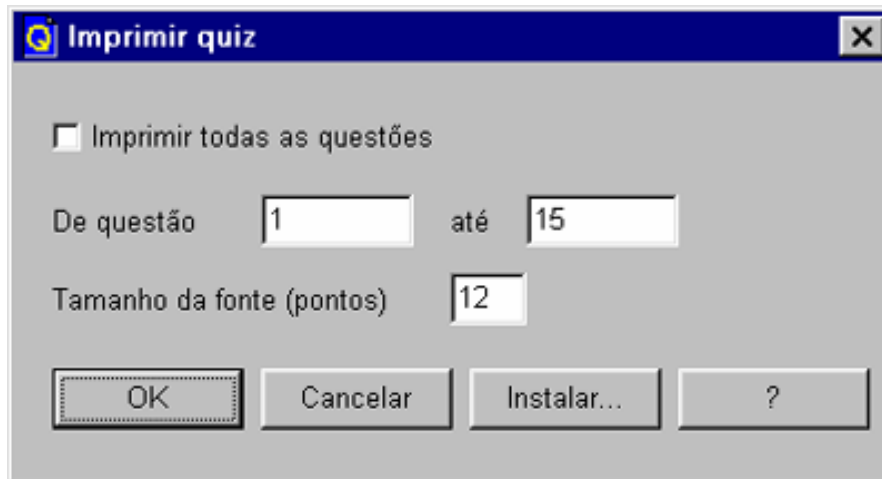 Imprimir quiz
Imprimir todas as questões
De questão 1 até 15
Tamanho da fonte (pontos) 12
OK Cancelar Instalar... ?